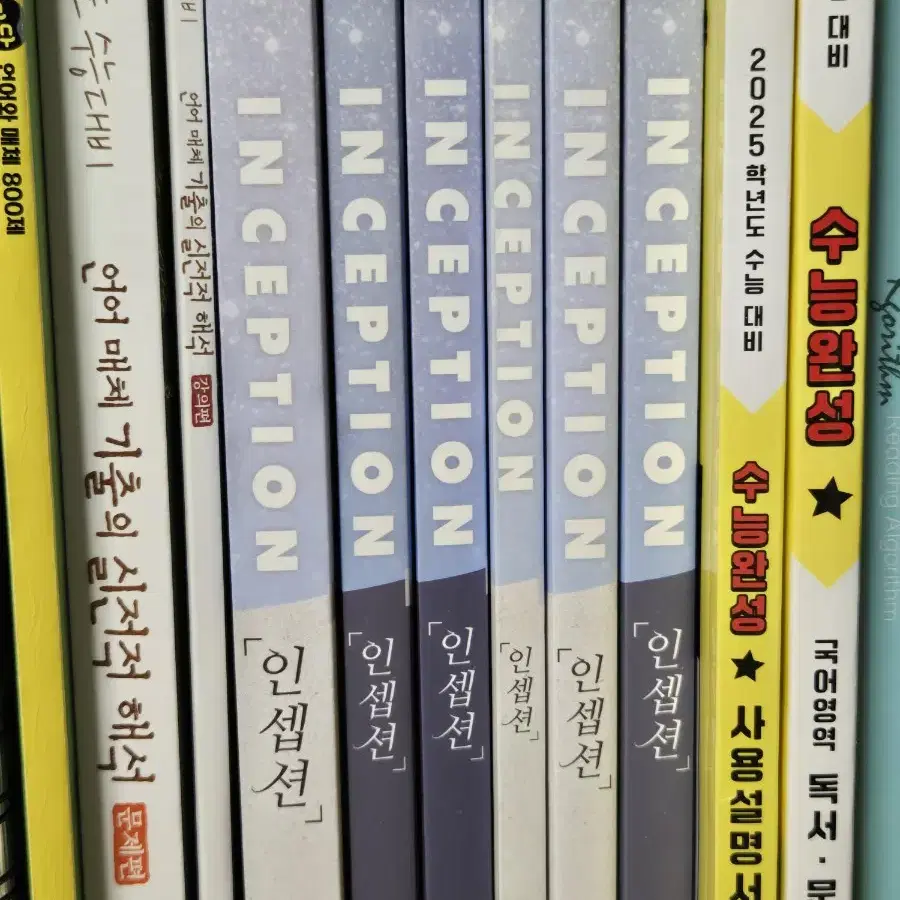 언어와 매체 800제
수능대비
언어 매체 기출의 실전적 해석
문제편
언어 매체 기출의 실전적 해석
강의편
INCEPTION
「인셉션」
INCEPTION
「인셉션」
INCEPTION
「인셉션」
INCEPTION
「인셉션」
INCEPTION
「인셉션」
INCEPTION
「인셉션」
2025학년도 수능 대비
수능완성 ★ 사용설명서
대비
수능완성 ★
국어영역 독서 ·
Reading Algorithm